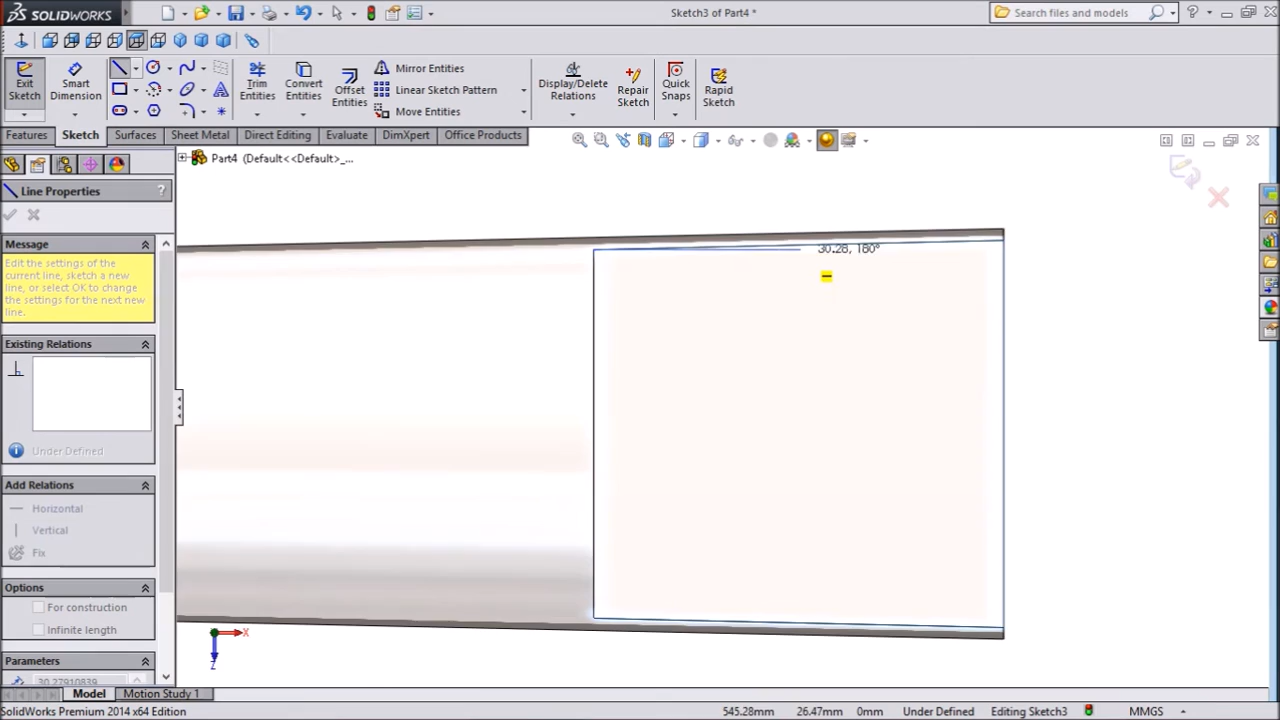 SOLIDWORKS
Sketch3 of Part4 *
Search files and models
Exit Sketch
Smart Dimension
Trim Entities
Convert Entities
Offset Entities
Mirror Entities
Linear Sketch Pattern
Move Entities
Display/Delete Relations
Repair Sketch
Quick Snaps
Rapid Sketch
Features
Sketch
Surfaces
Sheet Metal
Direct Editing
Evaluate
DimXpert
Office Products
Part4 (Default<<Default>_...
Line Properties
?
Message
Edit the settings of the
current line, sketch a new
line, or select OK to change
the settings for the next new
line.
Existing Relations
Under Defined
Add Relations
Horizontal
Vertical
Fix
Options
For construction
Infinite length
Parameters
30.27910839
30.28, 180°
X
Z
Model
Motion Study 1
SolidWorks Premium 2014 x64 Edition
545.28mm
26.47mm
0mm
Under Defined
Editing Sketch3
MMGS